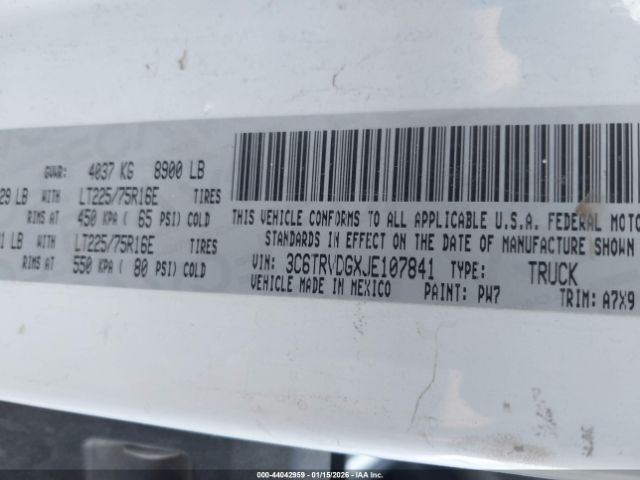 GVWR: 4037 KG 8900 LB
29 LB WITH LT225/75R16E TIRES
RIMS AT 450 KPA ( 65 PSI) COLD
1 LB WITH LT225/75R16E TIRES
RIMS AT 550 KPA ( 80 PSI) COLD
THIS VEHICLE CONFORMS TO ALL APPLICABLE U.S.A. FEDERAL MOTO
STANDARDS IN EFFECT ON THE DATE OF MANUFACTURE SHOWN
VIN: 3C6TRVDGXJE107841 TYPE: TRUCK
VEHICLE MADE IN MEXICO PAINT: PW7 TRIM: A7X9
000-44042959 - 01/15/2026 - IAA Inc.